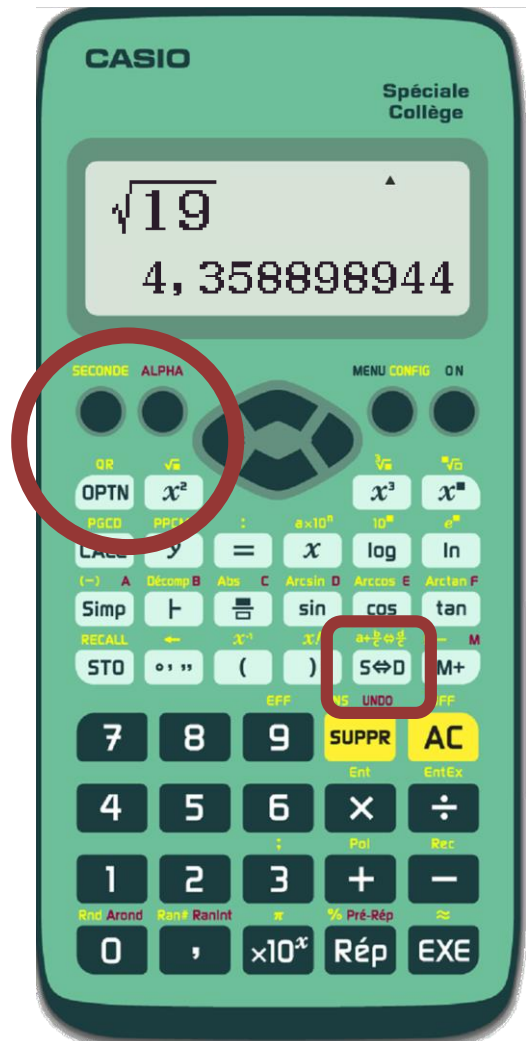 CASIO
Spéciale
Collège
√19
4,358898944
SECONDE ALPHA MENU CONFIG ON
QR √■ ³√■ ■√□
OPTN x² x³ x■
PGCD : a×10ⁿ 10■ e■
y = x log ln
(−) A Décomp B Abs C Arcsin D Arccos E Arctan F
Simp ⊢ sin cos tan
RECALL ← x⁻¹ M
STO °, ,, ( ) S⇔D M+
EFF UNDO
7 8 9 SUPPR AC
Ent EntEx
4 5 6 × ÷
; Pol Rec
1 2 3 + −
Rnd Arond Ran# RanInt π % Pré-Rép ≈
0 , ×10ˣ Rép EXE